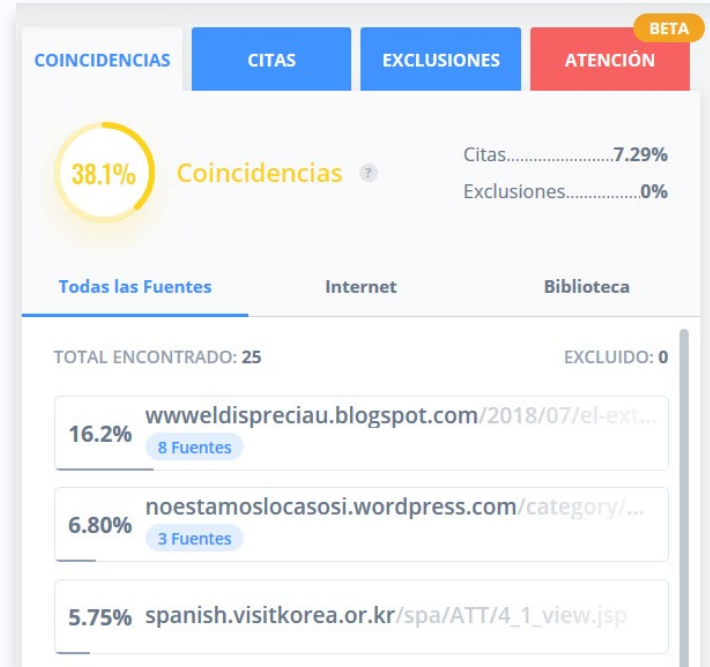 BETA
COINCIDENCIAS CITAS EXCLUSIONES ATENCIÓN
38.1% Coincidencias ? Citas.......................7.29%
Exclusiones................0%
Todas las Fuentes Internet Biblioteca
TOTAL ENCONTRADO: 25 EXCLUIDO: 0
16.2% wwweldispreciau.blogspot.com/2018/07/el-ext...
8 Fuentes
6.80% noestamoslocasosi.wordpress.com/category/...
3 Fuentes
5.75% spanish.visitkorea.or.kr/spa/ATT/4_1_view.jsp